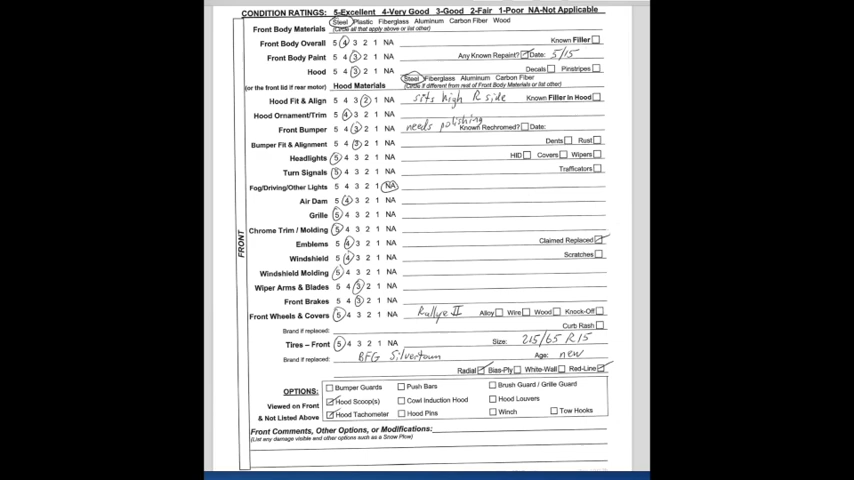 CONDITION RATINGS: 5-Excellent 4-Very Good 3-Good 2-Fair 1-Poor NA-Not Applicable
Front Body Materials Steel Plastic Fiberglass Aluminum Carbon Fiber Wood
(Circle all that apply above or list other)
Front Body Overall 5 4 3 2 1 NA Known Filler
Front Body Paint 5 4 3 2 1 NA Any Known Repaint? Date: 5/15
Hood 5 4 3 2 1 NA Decals Pinstripes
(or the front lid if rear motor) Hood Materials Steel Fiberglass Aluminum Carbon Fiber
(Circle if different from rest of Front Body Materials or list other)
Hood Fit & Align 5 4 3 2 1 NA sits high R side Known Filler in Hood
Hood Ornament/Trim 5 4 3 2 1 NA
Front Bumper 5 4 3 2 1 NA needs polishing Known Rechromed? Date:
Bumper Fit & Alignment 5 4 3 2 1 NA Dents Rust
Headlights 5 4 3 2 1 NA HID Covers Wipers
Turn Signals 5 4 3 2 1 NA Trafficators
Fog/Driving/Other Lights 5 4 3 2 1 NA
Air Dam 5 4 3 2 1 NA
Grille 5 4 3 2 1 NA
Chrome Trim / Molding 5 4 3 2 1 NA
Emblems 5 4 3 2 1 NA Claimed Replaced
Windshield 5 4 3 2 1 NA Scratches
Windshield Molding 5 4 3 2 1 NA
Wiper Arms & Blades 5 4 3 2 1 NA
Front Brakes 5 4 3 2 1 NA
Front Wheels & Covers 5 4 3 2 1 NA Rallye II Alloy Wire Wood Knock-Off
Brand if replaced: Curb Rash
Tires – Front 5 4 3 2 1 NA Size: 215/65 R15
Brand if replaced: BFG Silvertown Age: new
Radial Bias-Ply White-Wall Red-Line
OPTIONS: Bumper Guards Push Bars Brush Guard / Grille Guard
Viewed on Front Hood Scoop(s) Cowl Induction Hood Hood Louvers
& Not Listed Above Hood Tachometer Hood Pins Winch Tow Hooks
Front Comments, Other Options, or Modifications:
(List any damage visible and other options such as a Snow Plow)
FRONT